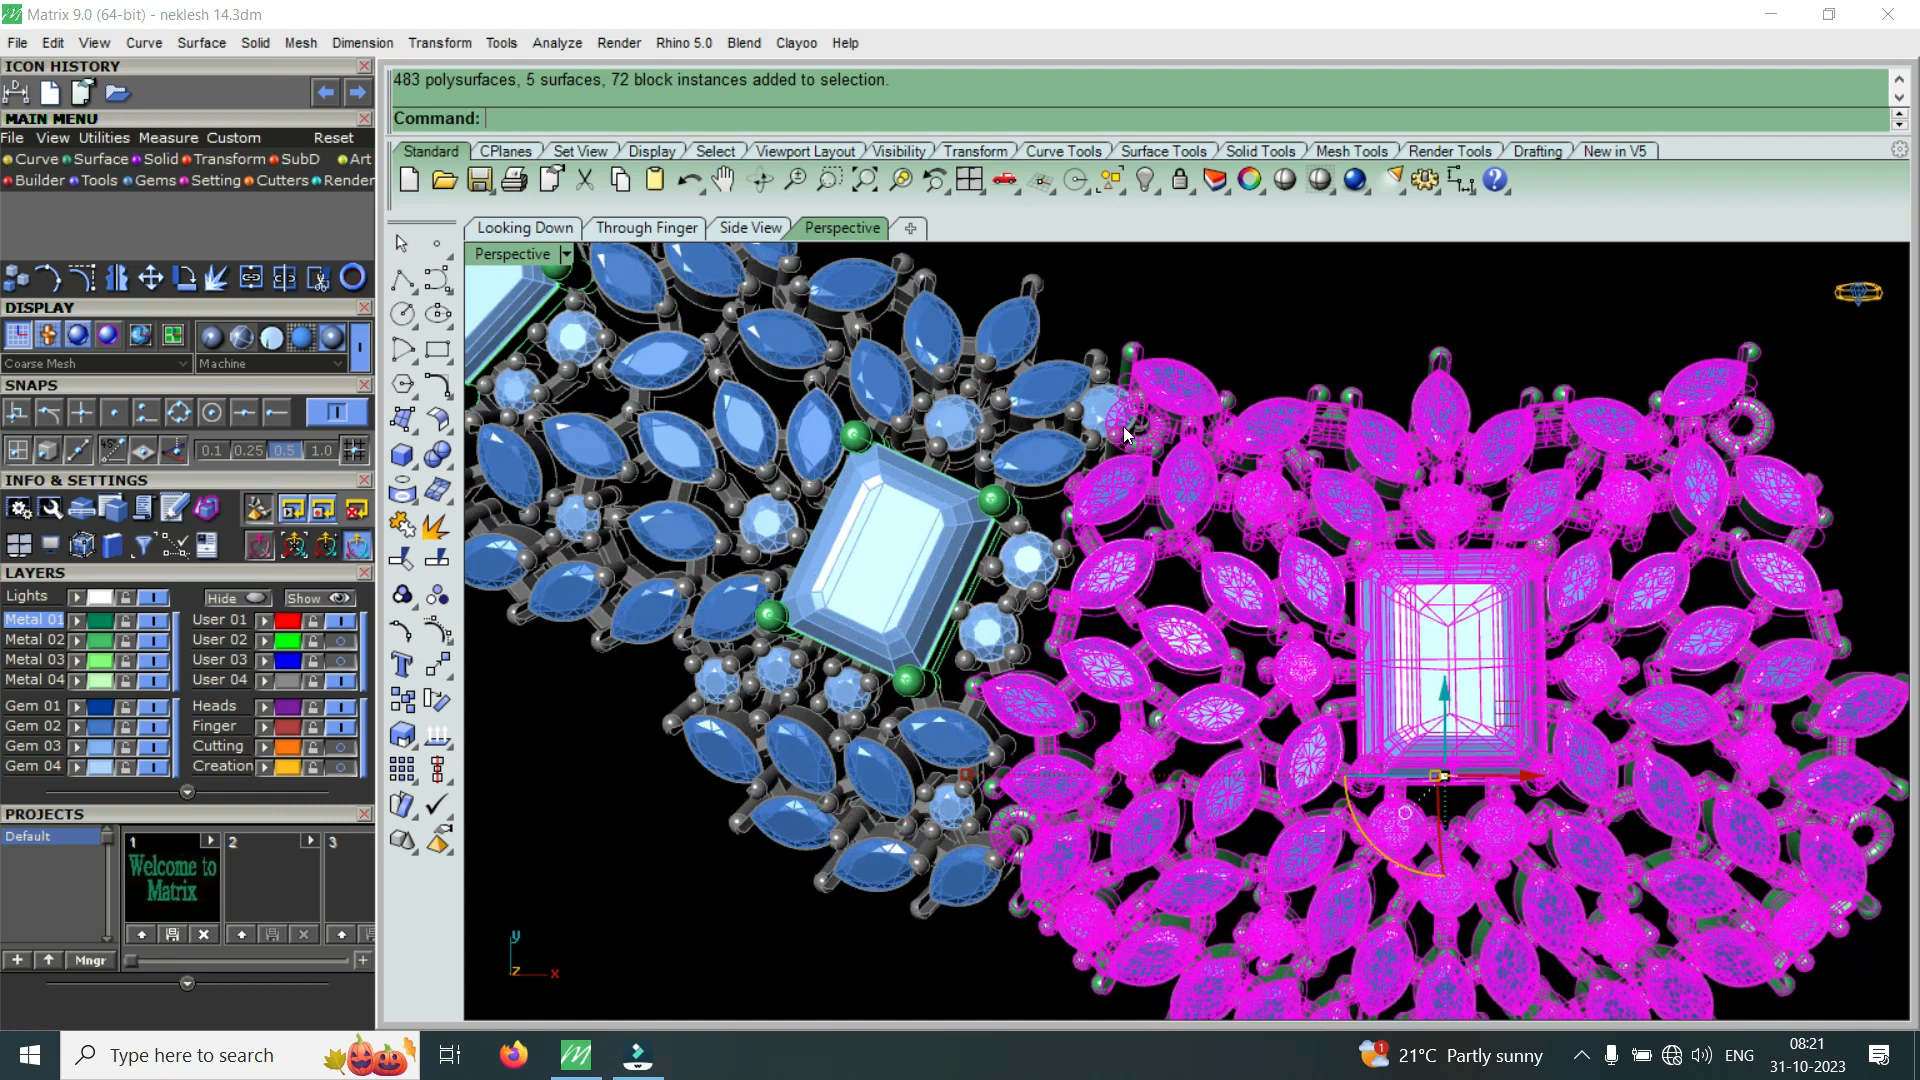 Matrix 9.0 (64-bit) - neklesh 14.3dm
File Edit View Curve Surface Solid Mesh Dimension Transform Tools Analyze Render Rhino 5.0 Blend Clayoo Help
ICON HISTORY
MAIN MENU
File View Utilities Measure Custom Reset
Curve Surface Solid Transform SubD Art
Builder Tools Gems Setting Cutters Render
DISPLAY
Coarse Mesh Machine
SNAPS
0.1 0.25 0.5 1.0
INFO & SETTINGS
LAYERS
Lights Hide Show
Metal 01 User 01
Metal 02 User 02
Metal 03 User 03
Metal 04 User 04
Gem 01 Heads
Gem 02 Finger
Gem 03 Cutting
Gem 04 Creation
PROJECTS
Default
1 2 3
Welcome to
Matrix
Mngr
483 polysurfaces, 5 surfaces, 72 block instances added to selection.
Command:
Standard CPlanes Set View Display Select Viewport Layout Visibility Transform Curve Tools Surface Tools Solid Tools Mesh Tools Render Tools Drafting New in V5
Looking Down Through Finger Side View Perspective
Perspective
y
z x
Type here to search
21°C Partly sunny
ENG
08:21
31-10-2023